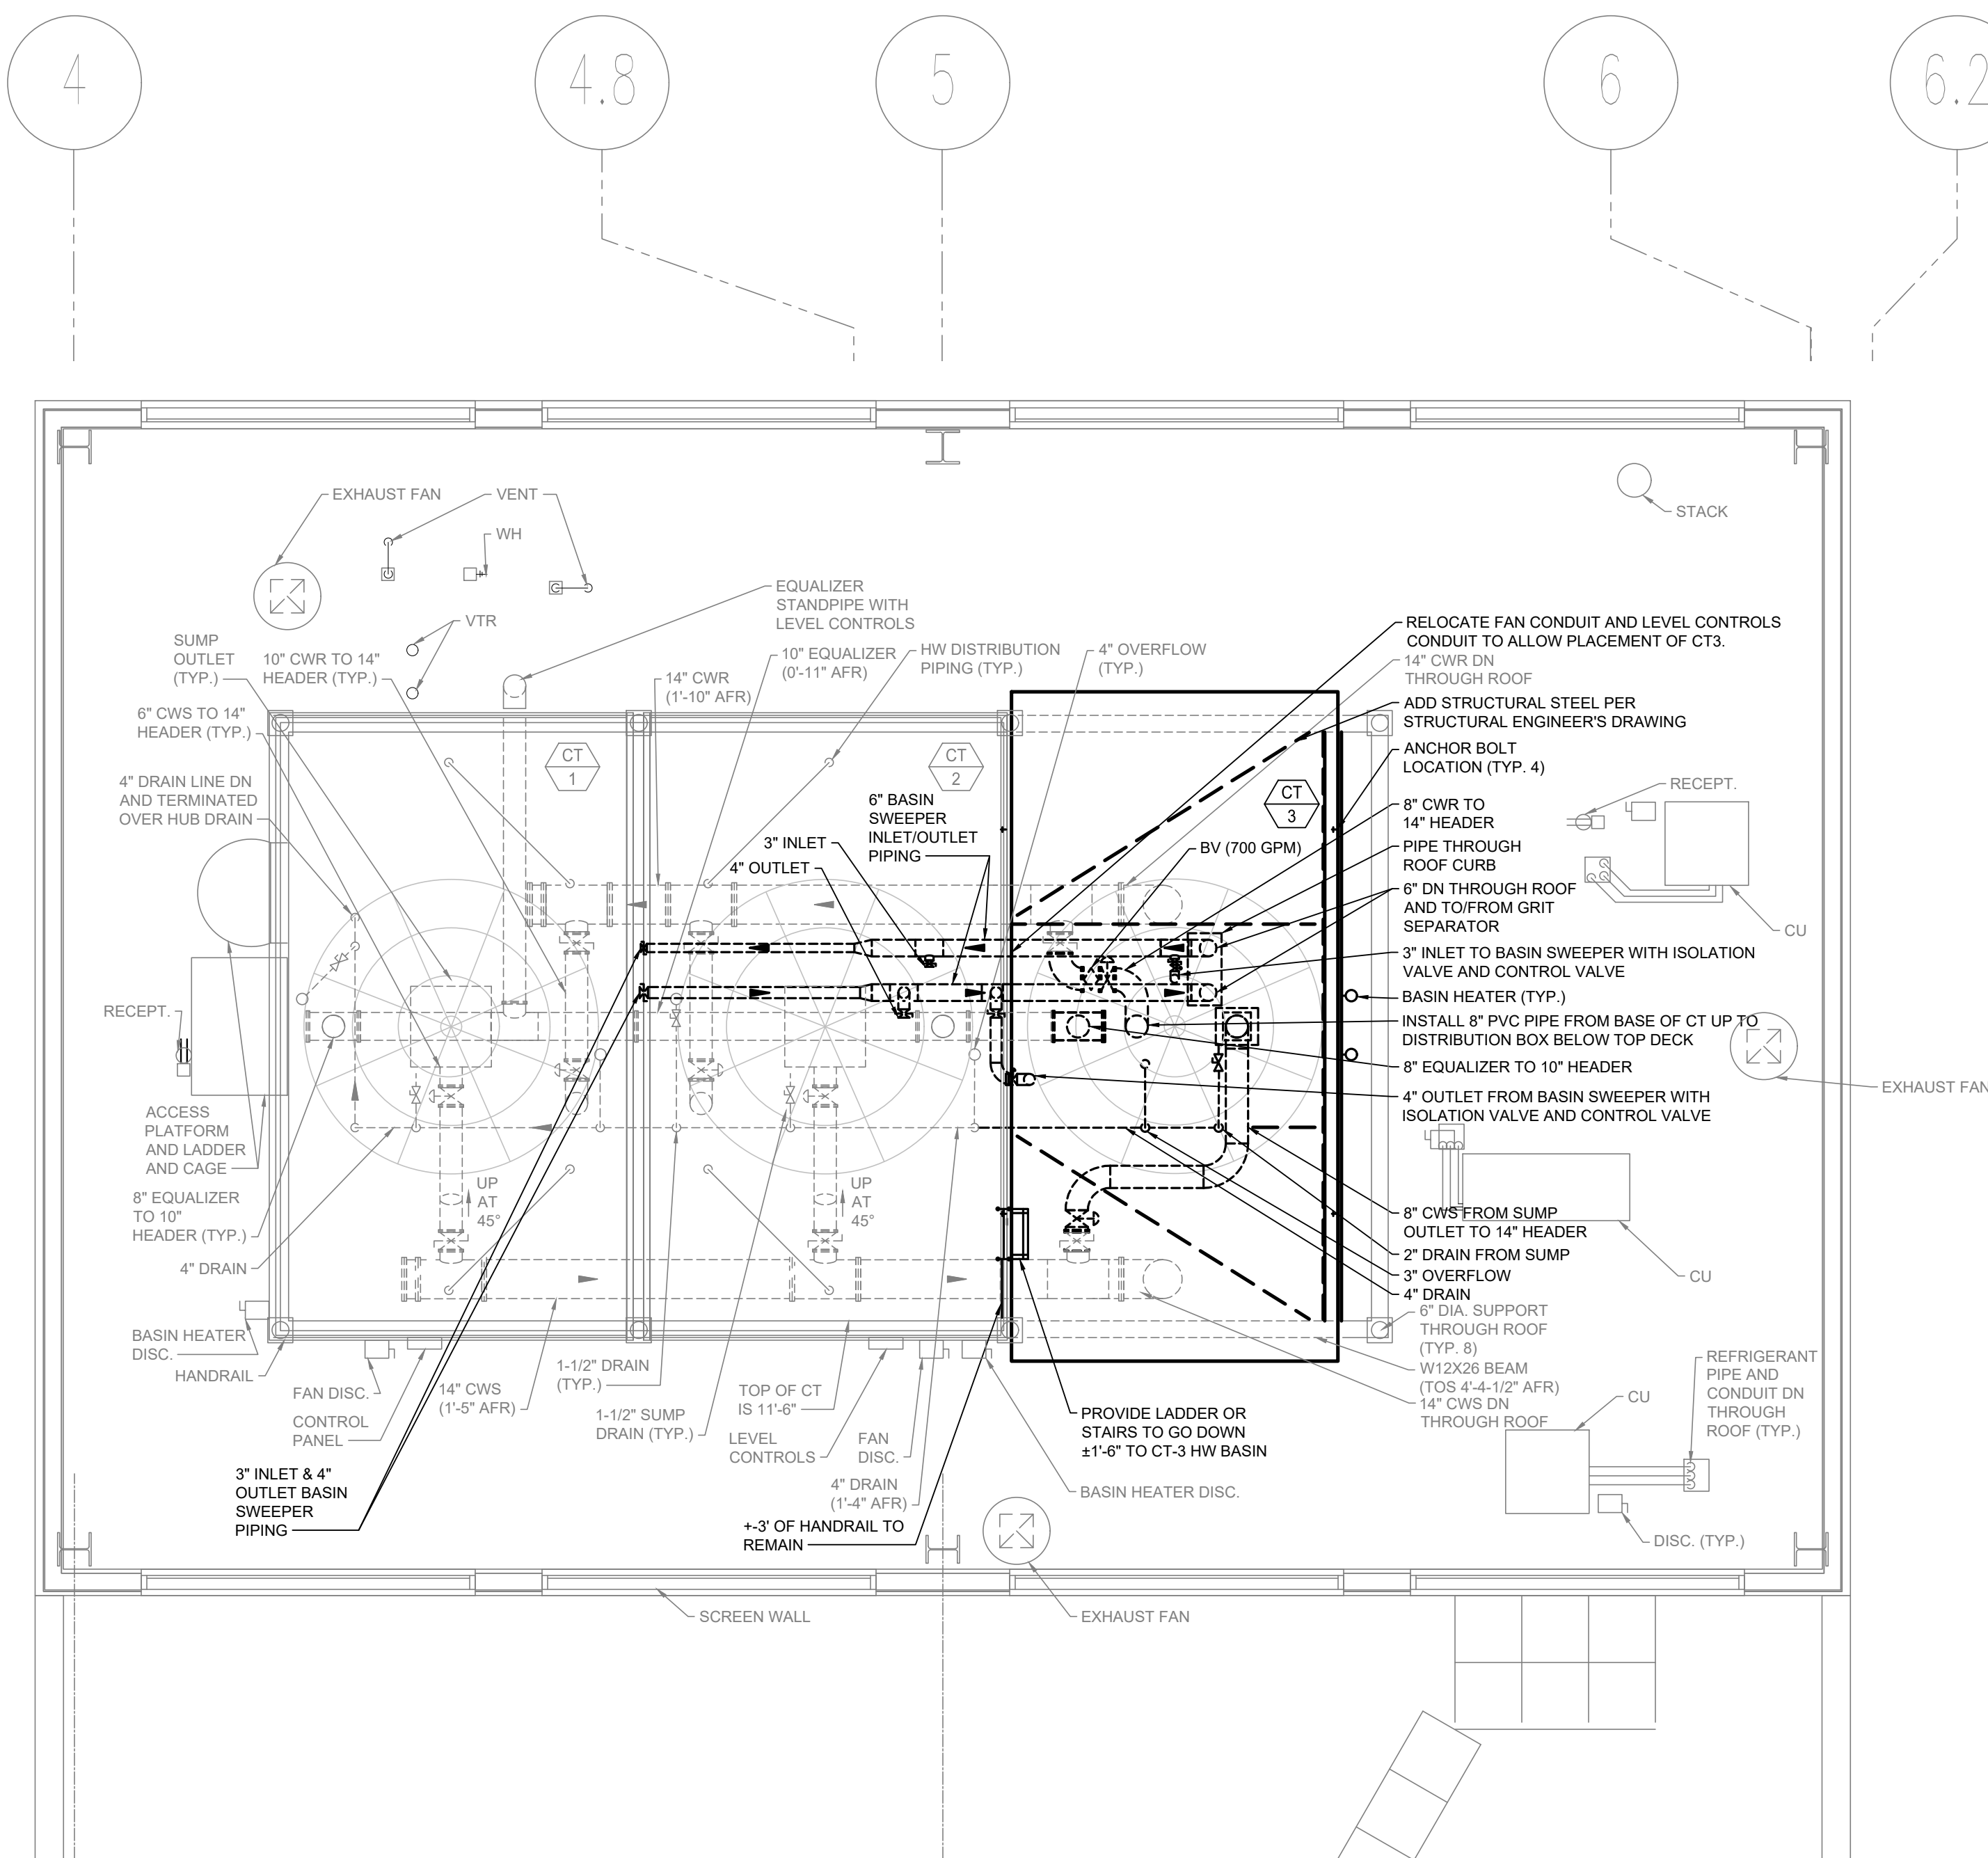 4
4.8
5
6
6.2
EXHAUST FAN
VENT
WH
VTR
STACK
EQUALIZER
STANDPIPE WITH
LEVEL CONTROLS
SUMP
OUTLET
(TYP.)
10" CWR TO 14"
HEADER (TYP.)
6" CWS TO 14"
HEADER (TYP.)
4" DRAIN LINE DN
AND TERMINATED
OVER HUB DRAIN
14" CWR
(1'-10" AFR)
10" EQUALIZER
(0'-11" AFR)
HW DISTRIBUTION
PIPING (TYP.)
4" OVERFLOW
(TYP.)
RELOCATE FAN CONDUIT AND LEVEL CONTROLS
CONDUIT TO ALLOW PLACEMENT OF CT3.
14" CWR DN
THROUGH ROOF
ADD STRUCTURAL STEEL PER
STRUCTURAL ENGINEER'S DRAWING
ANCHOR BOLT
LOCATION (TYP. 4)
8" CWR TO
14" HEADER
PIPE THROUGH
ROOF CURB
6" DN THROUGH ROOF
AND TO/FROM GRIT
SEPARATOR
3" INLET TO BASIN SWEEPER WITH ISOLATION
VALVE AND CONTROL VALVE
BASIN HEATER (TYP.)
INSTALL 8" PVC PIPE FROM BASE OF CT UP TO
DISTRIBUTION BOX BELOW TOP DECK
8" EQUALIZER TO 10" HEADER
4" OUTLET FROM BASIN SWEEPER WITH
ISOLATION VALVE AND CONTROL VALVE
8" CWS FROM SUMP
OUTLET TO 14" HEADER
2" DRAIN FROM SUMP
3" OVERFLOW
4" DRAIN
6" DIA. SUPPORT
THROUGH ROOF
(TYP. 8)
W12X26 BEAM
(TOS 4'-4-1/2" AFR)
14" CWS DN
THROUGH ROOF
CT
1
CT
2
CT
3
6" BASIN
SWEEPER
INLET/OUTLET
PIPING
3" INLET
4" OUTLET
BV (700 GPM)
RECEPT.
CU
EXHAUST FAN
CU
CU
REFRIGERANT
PIPE AND
CONDUIT DN
THROUGH
ROOF (TYP.)
DISC. (TYP.)
RECEPT.
ACCESS
PLATFORM
AND LADDER
AND CAGE
8" EQUALIZER
TO 10"
HEADER (TYP.)
4" DRAIN
BASIN HEATER
DISC.
HANDRAIL
FAN DISC.
CONTROL
PANEL
3" INLET & 4"
OUTLET BASIN
SWEEPER
PIPING
UP
AT
45°
UP
AT
45°
14" CWS
(1'-5" AFR)
1-1/2" DRAIN
(TYP.)
1-1/2" SUMP
DRAIN (TYP.)
TOP OF CT
IS 11'-6"
LEVEL
CONTROLS
FAN
DISC.
4" DRAIN
(1'-4" AFR)
+-3' OF HANDRAIL TO
REMAIN
PROVIDE LADDER OR
STAIRS TO GO DOWN
±1'-6" TO CT-3 HW BASIN
BASIN HEATER DISC.
SCREEN WALL
EXHAUST FAN